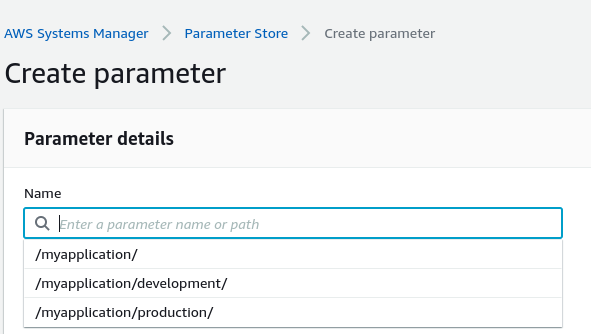 AWS Systems Manager > Parameter Store > Create parameter
Create parameter
Parameter details
Name
Enter a parameter name or path
/myapplication/
/myapplication/development/
/myapplication/production/